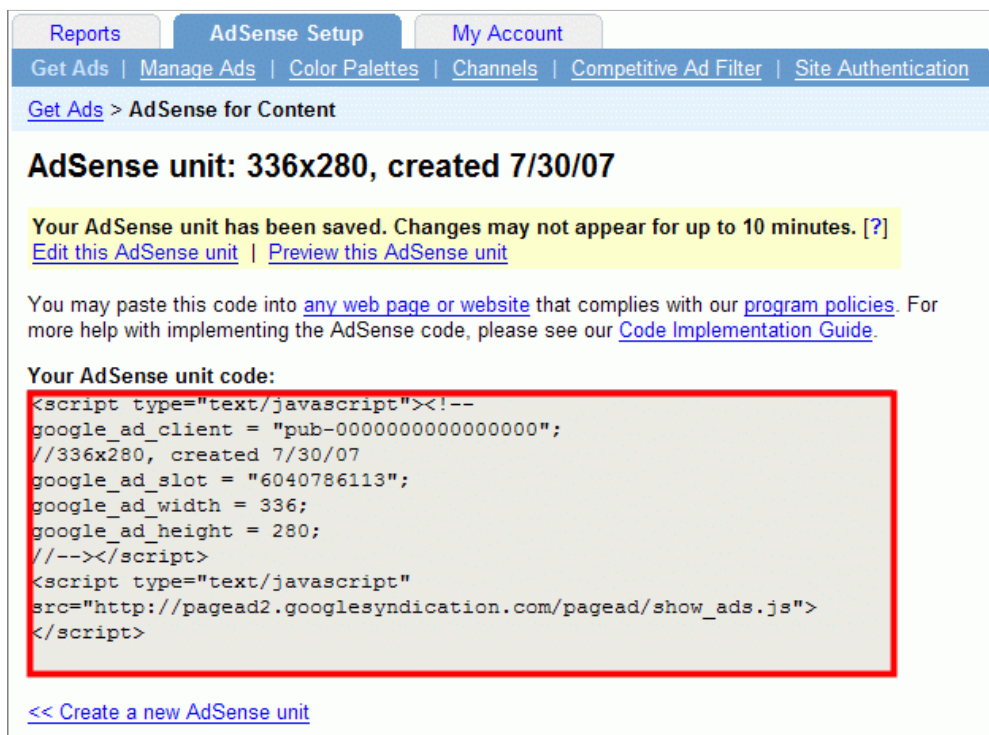 Reports AdSense Setup My Account
Get Ads | Manage Ads | Color Palettes | Channels | Competitive Ad Filter | Site Authentication
Get Ads > AdSense for Content
AdSense unit: 336x280, created 7/30/07
Your AdSense unit has been saved. Changes may not appear for up to 10 minutes. [?]
Edit this AdSense unit | Preview this AdSense unit
You may paste this code into any web page or website that complies with our program policies. For
more help with implementing the AdSense code, please see our Code Implementation Guide.
Your AdSense unit code:
<script type="text/javascript"><!--
google_ad_client = "pub-0000000000000000";
//336x280, created 7/30/07
google_ad_slot = "6040786113";
google_ad_width = 336;
google_ad_height = 280;
//--></script>
<script type="text/javascript"
src="http://pagead2.googlesyndication.com/pagead/show_ads.js">
</script>
<< Create a new AdSense unit